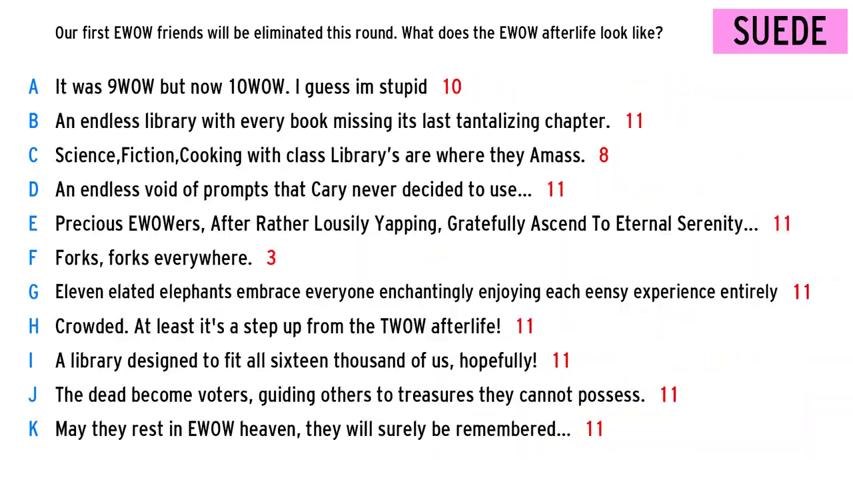 Our first EWOW friends will be eliminated this round. What does the EWOW afterlife look like?
SUEDE
A It was 9WOW but now 10WOW. I guess im stupid 10
B An endless library with every book missing its last tantalizing chapter. 11
C Science,Fiction,Cooking with class Library's are where they Amass. 8
D An endless void of prompts that Cary never decided to use... 11
E Precious EWOWers, After Rather Lousily Yapping, Gratefully Ascend To Eternal Serenity... 11
F Forks, forks everywhere. 3
G Eleven elated elephants embrace everyone enchantingly enjoying each eensy experience entirely 11
H Crowded. At least it's a step up from the TWOW afterlife! 11
I A library designed to fit all sixteen thousand of us, hopefully! 11
J The dead become voters, guiding others to treasures they cannot possess. 11
K May they rest in EWOW heaven, they will surely be remembered... 11